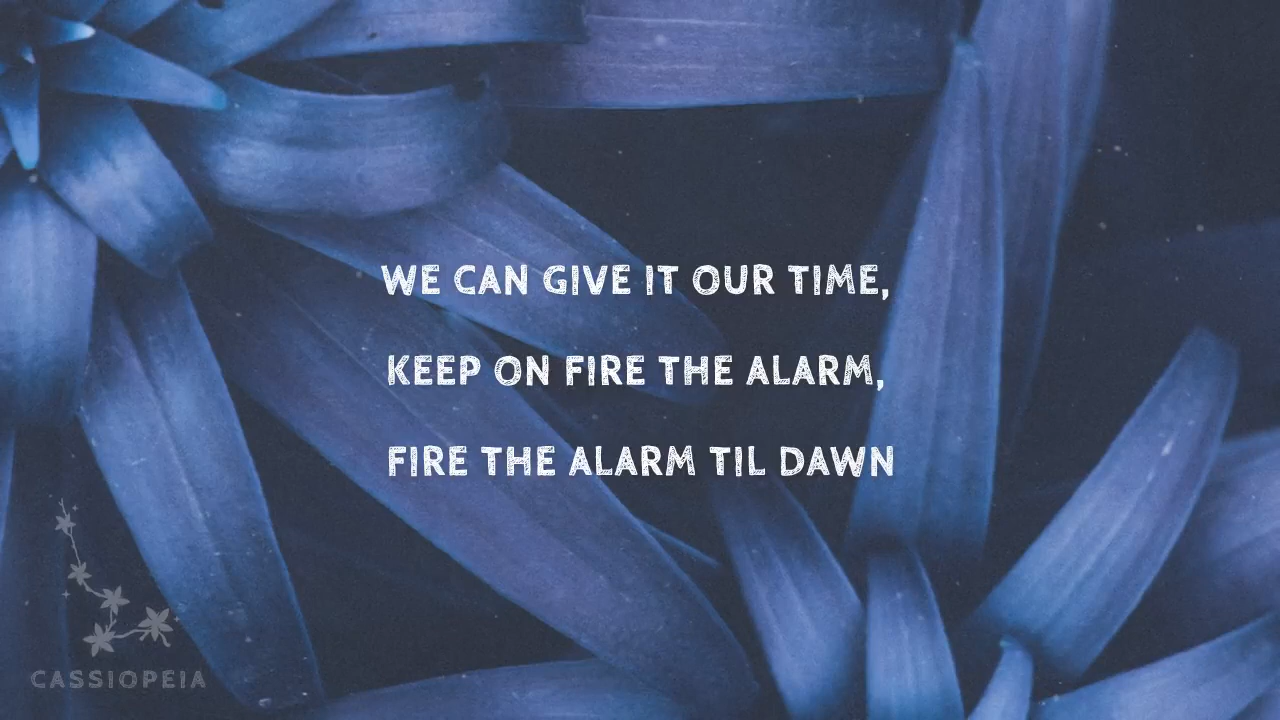 WE CAN GIVE IT OUR TIME,
KEEP ON FIRE THE ALARM,
FIRE THE ALARM TIL DAWN
CASSIOPEIA